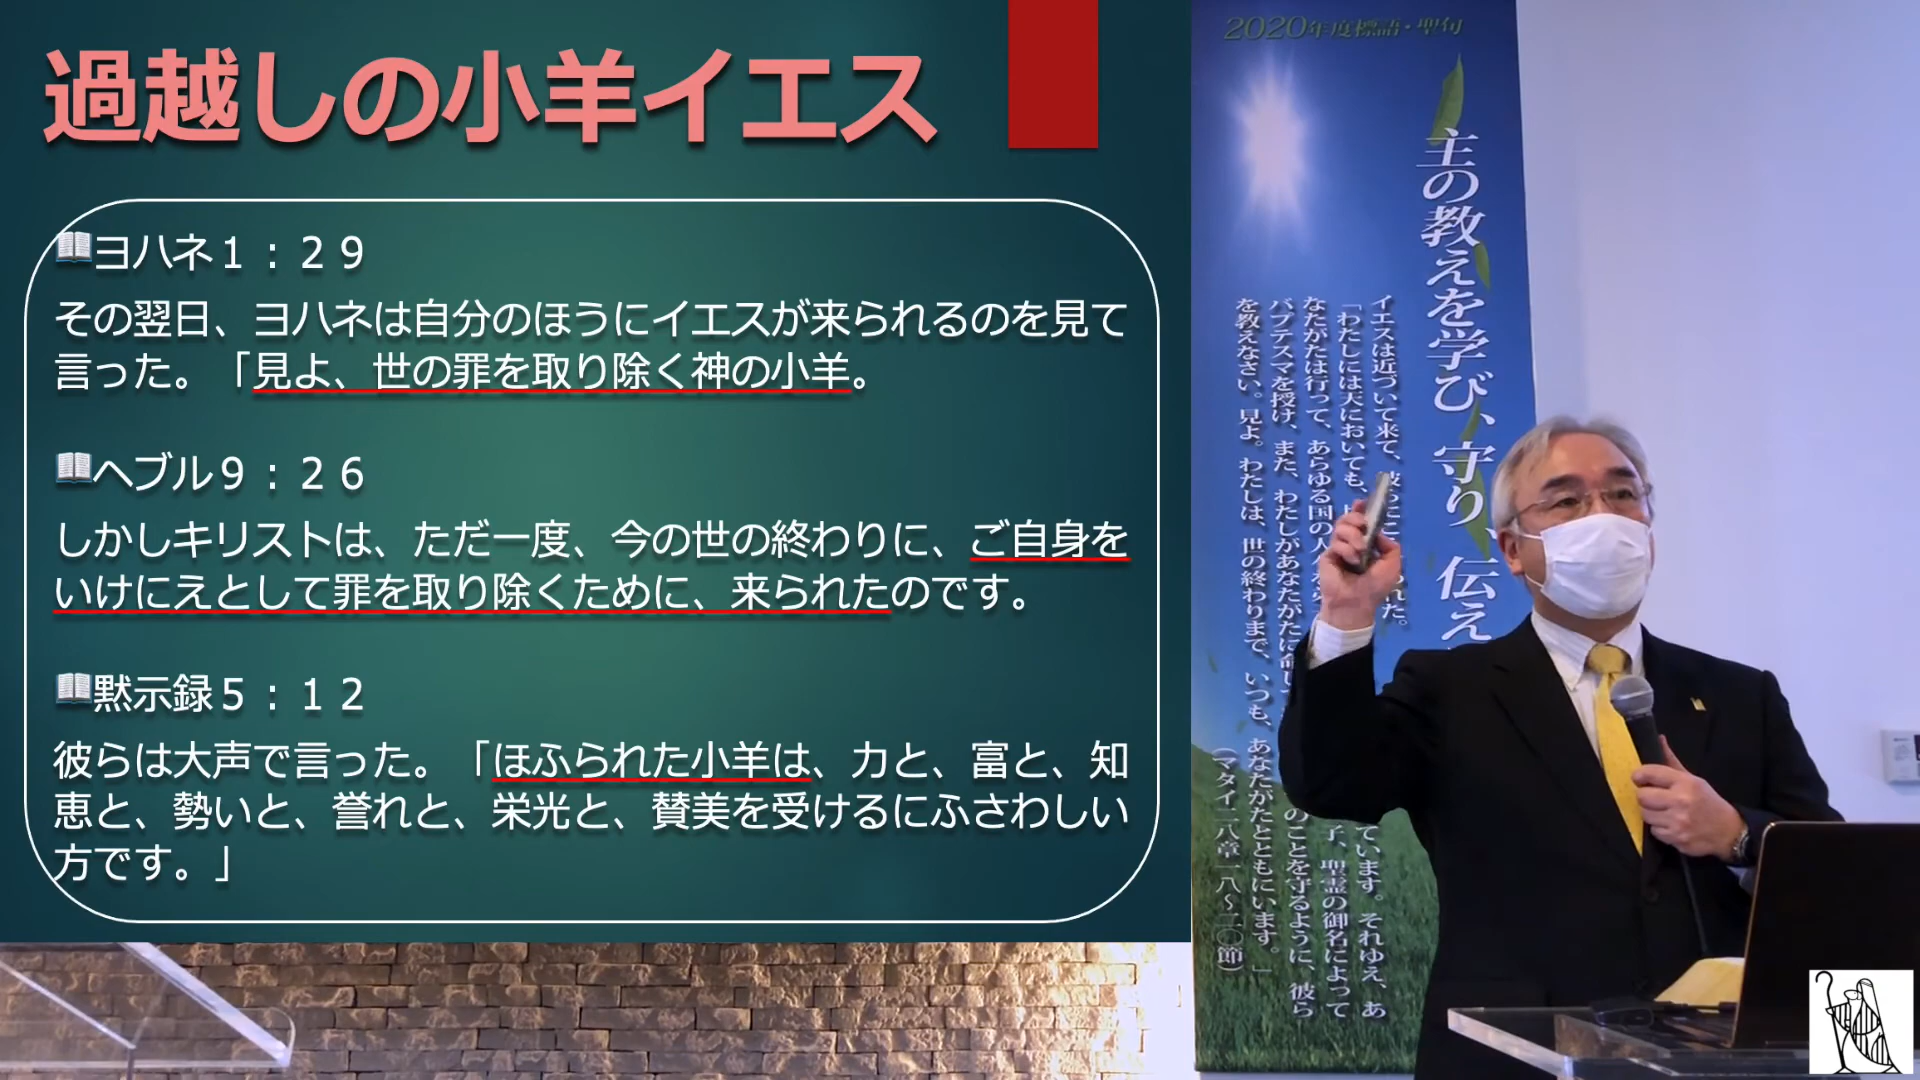 過越しの小羊イエス
ヨハネ１：２９
その翌日、ヨハネは自分のほうにイエスが来られるのを見て
言った。「見よ、世の罪を取り除く神の小羊。
ヘブル９：２６
しかしキリストは、ただ一度、今の世の終わりに、ご自身を
いけにえとして罪を取り除くために、来られたのです。
黙示録５：１２
彼らは大声で言った。「ほふられた小羊は、力と、富と、知
恵と、勢いと、誉れと、栄光と、賛美を受けるにふさわしい
方です。」
2020年度標語・聖句
主の教えを学び、守り、伝え
イエスは近づいて来て、彼らにこ られた。
「わたしには天においても、 ています。それゆえ、あ
なたがたは行って、あらゆる国の人 子、聖霊の御名によって
バプテスマを授け、また、わたしがあなたがたに命じ のことを守るように、彼ら
を教えなさい。見よ。わたしは、世の終わりまで、いつも、あなたがたとともにいます。」
（マタイ二八章一八〜二〇節）